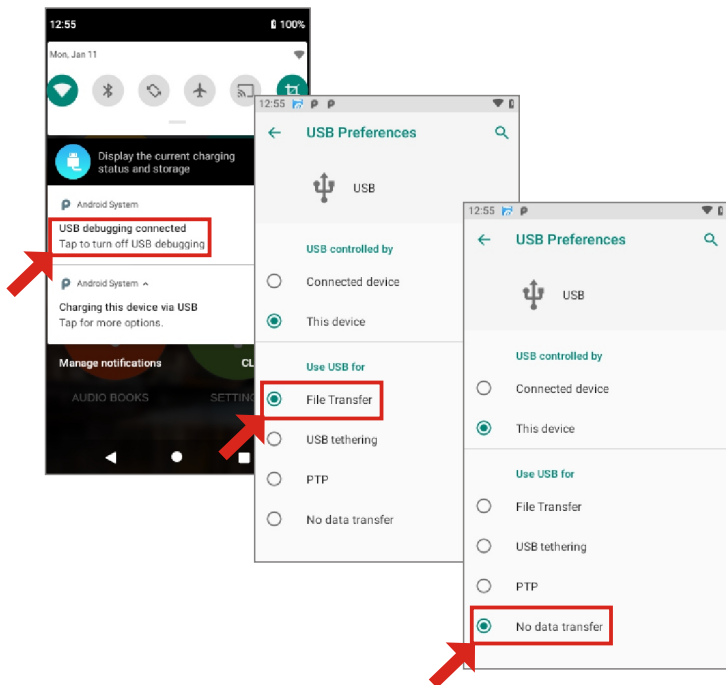 12:55
100%
Mon, Jan 11
Display the current charging
status and storage
Android System
USB debugging connected
Tap to turn off USB debugging
Android System
Charging this device via USB
Tap for more options.
Manage notifications
CL
AUDIO BOOKS
SETTING
12:55
USB Preferences
USB
USB controlled by
Connected device
This device
Use USB for
File Transfer
USB tethering
PTP
No data transfer
12:55
USB Preferences
USB
USB controlled by
Connected device
This device
Use USB for
File Transfer
USB tethering
PTP
No data transfer